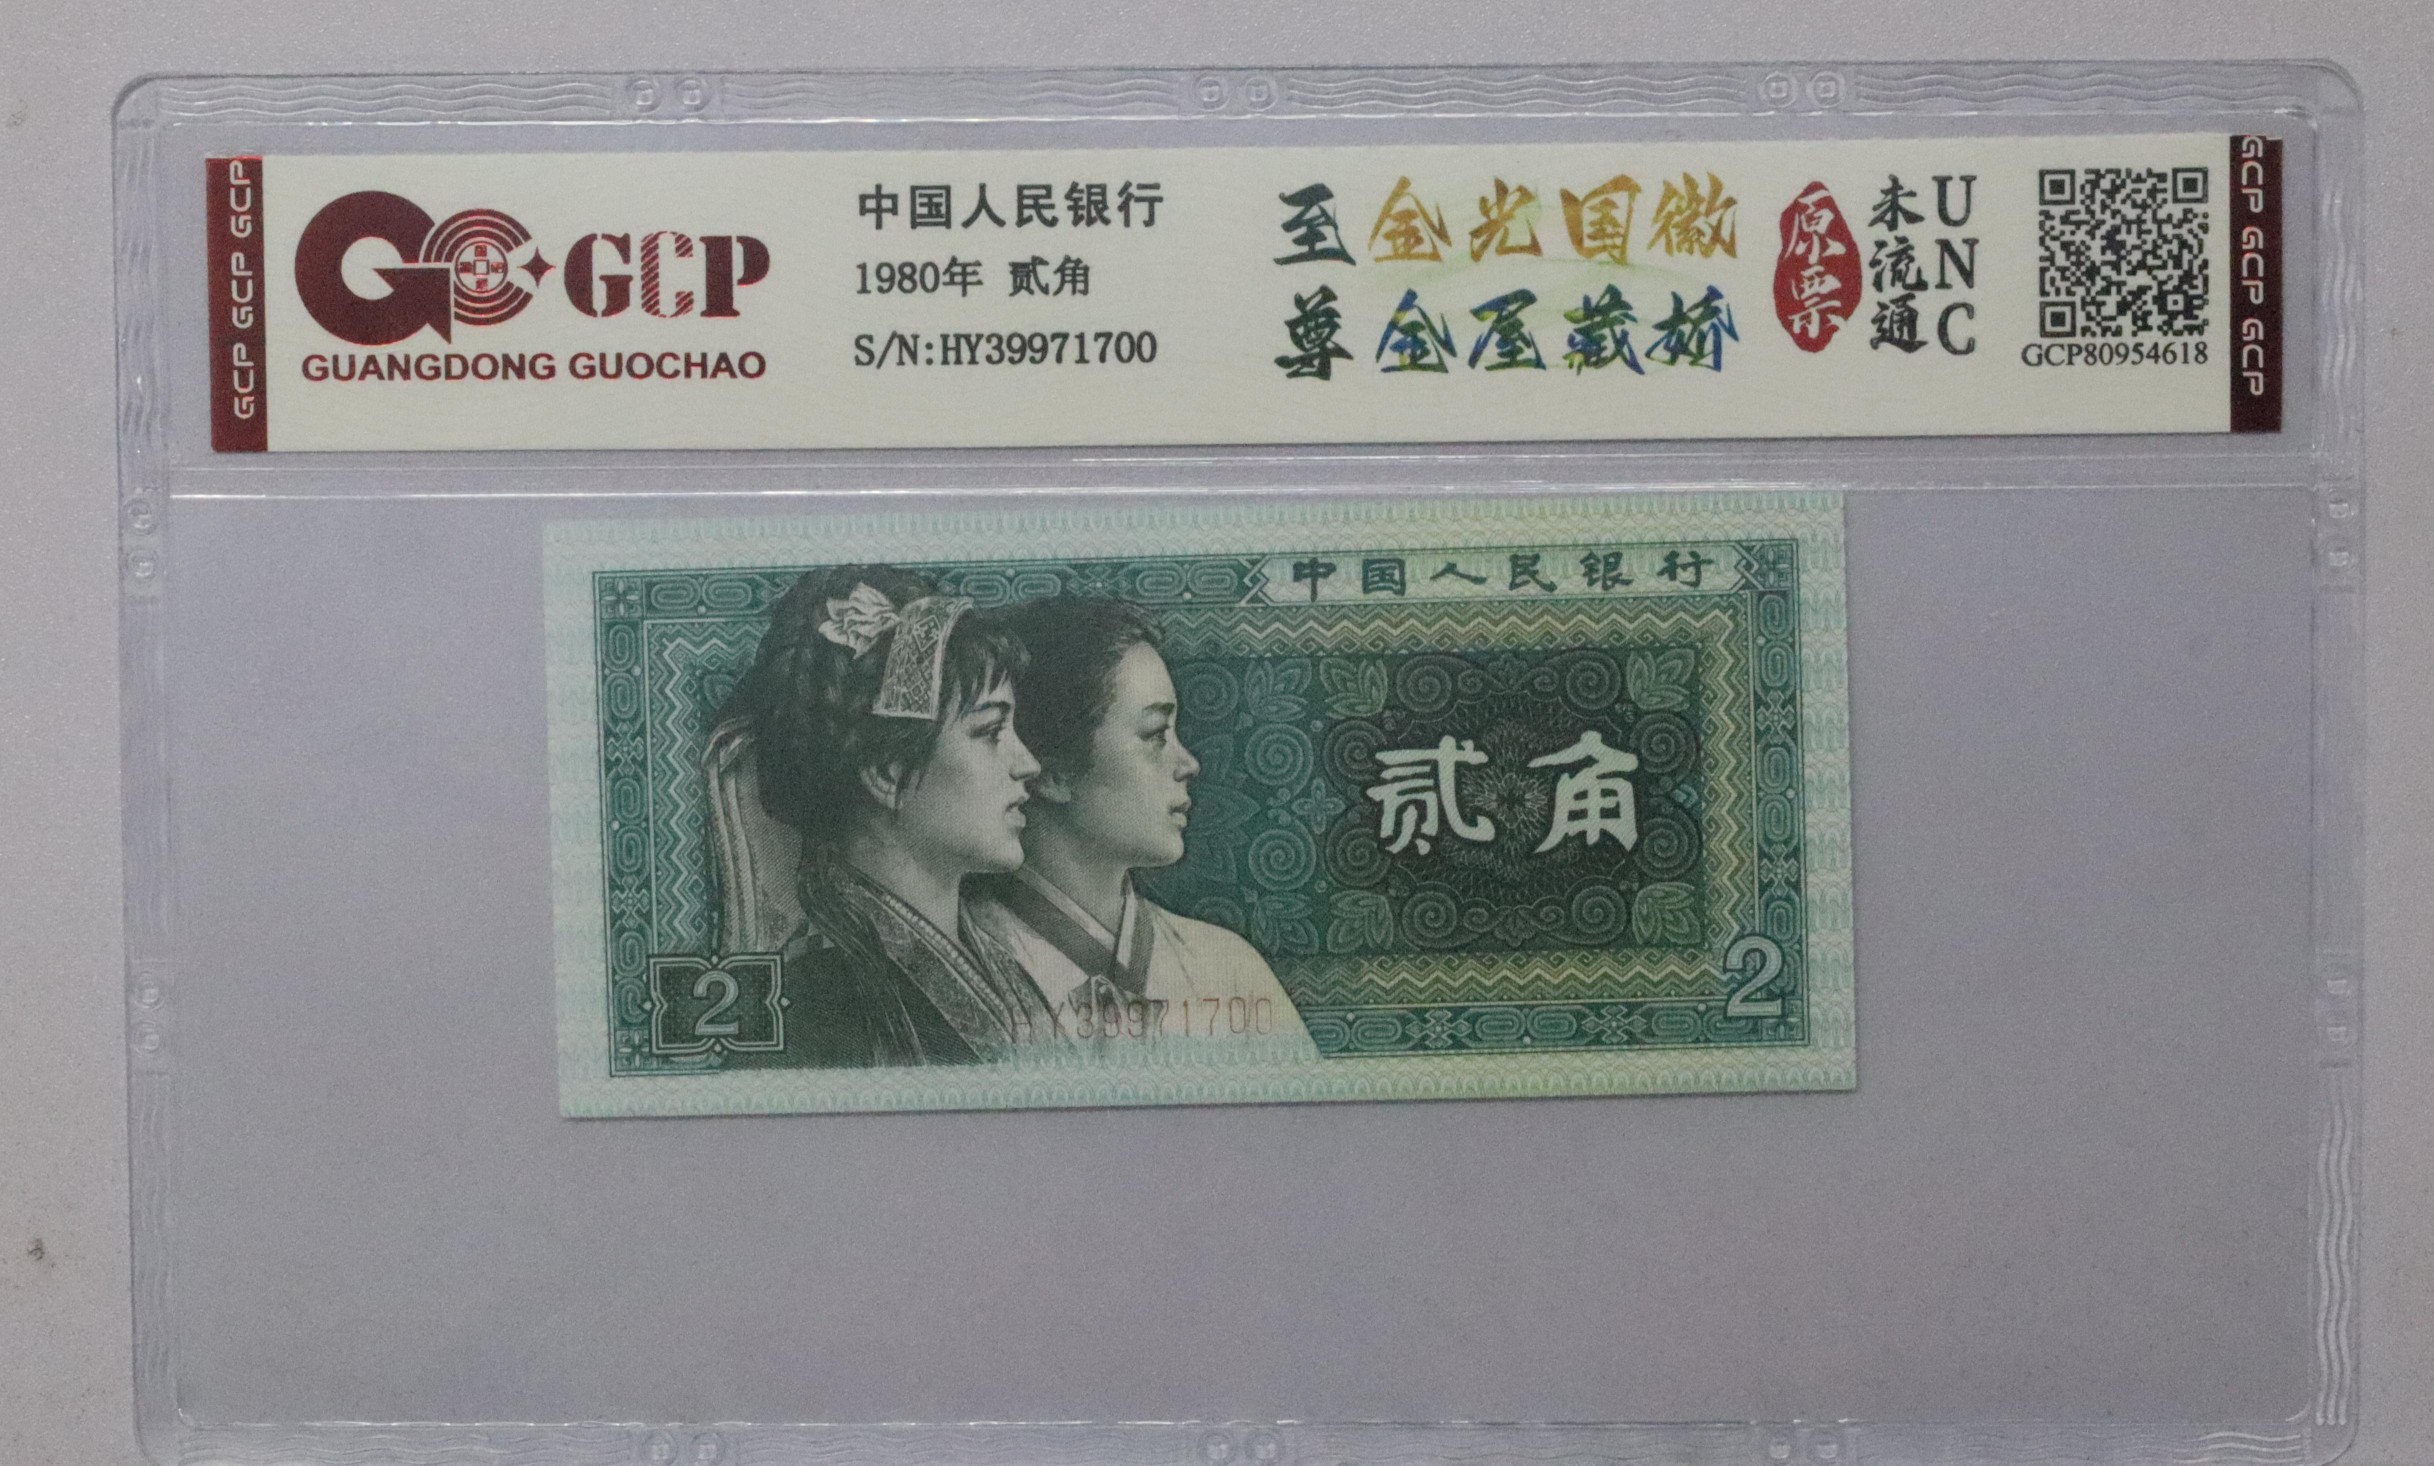 GCP GCP GCP
GCP
GUANGDONG GUOCHAO
中国人民银行
1980年 贰角
S/N:HY39971700
至尊
金光国徽
金屋藏娇
原票
未流通
UNC
GCP80954618
GCP GCP GCP
中国人民银行
贰角
2
HY39971700
2